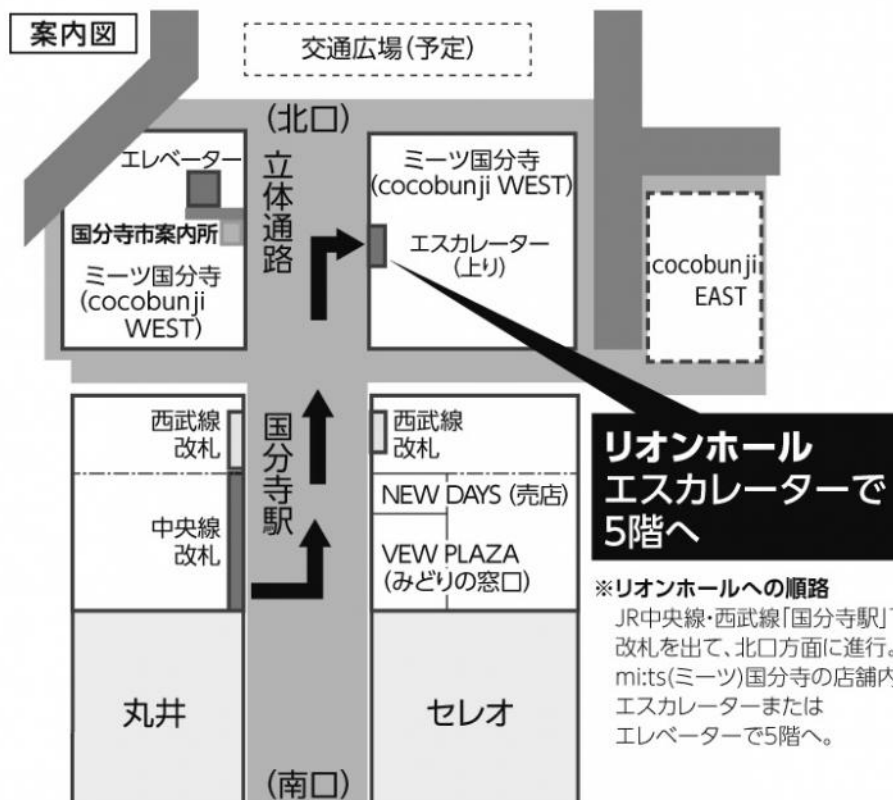 案内図
交通広場(予定)
(北口)
立体通路
エレベーター
国分寺市案内所
ミーツ国分寺
(cocobunji
WEST)
ミーツ国分寺
(cocobunji WEST)
エスカレーター
(上り)
cocobunji
EAST
西武線
改札
国分寺駅
西武線
改札
中央線
改札
NEW DAYS (売店)
VEW PLAZA
(みどりの窓口)
リオンホール
エスカレーターで
5階へ
※リオンホールへの順路
JR中央線・西武線「国分寺駅」
改札を出て、北口方面に進行。
mi:ts(ミーツ)国分寺の店舗内
エスカレーターまたは
エレベーターで5階へ。
丸井
セレオ
(南口)